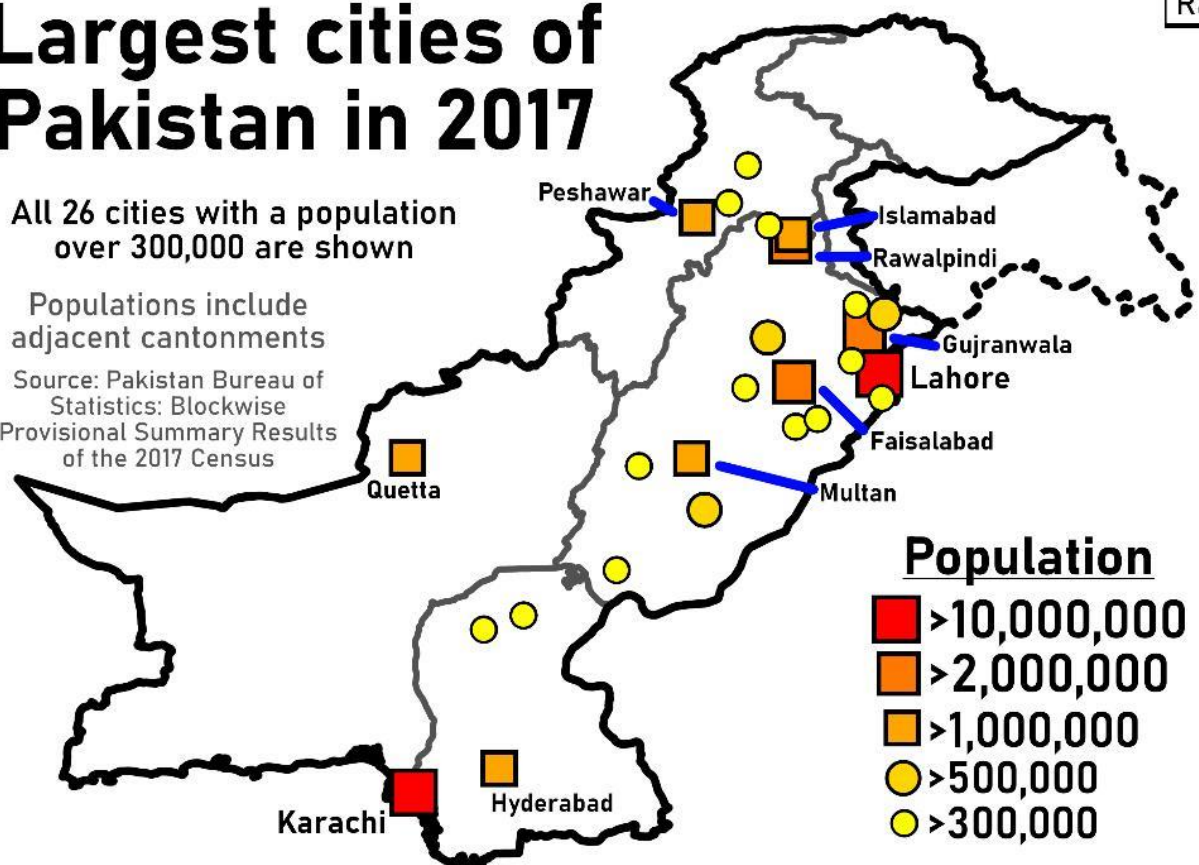 Largest cities of
Pakistan in 2017
All 26 cities with a population
over 300,000 are shown
Populations include
adjacent cantonments
Source: Pakistan Bureau of
Statistics: Blockwise
Provisional Summary Results
of the 2017 Census
Peshawar
Islamabad
Rawalpindi
Gujranwala
Lahore
Faisalabad
Multan
Quetta
Hyderabad
Karachi
Population
>10,000,000
>2,000,000
>1,000,000
>500,000
>300,000